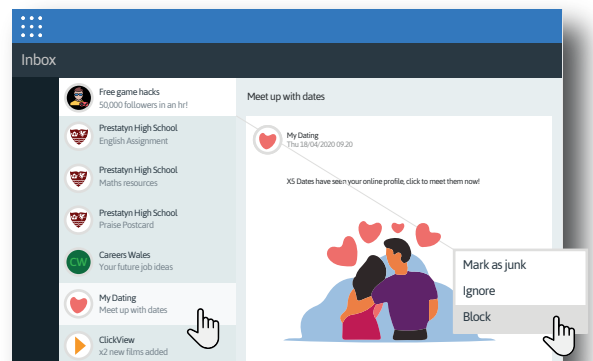 Inbox
Free game hacks
50,000 followers in an hr!
Prestatyn High School
English Assignment
Prestatyn High School
Maths resources
Prestatyn High School
Praise Postcard
CW
Careers Wales
Your future job ideas
My Dating
Meet up with dates
ClickView
x2 new films added
Meet up with dates
My Dating
Thu 18/04/2020 09.20
X5 Dates have seen your online profile, click to meet them now!
Mark as junk
Ignore
Block